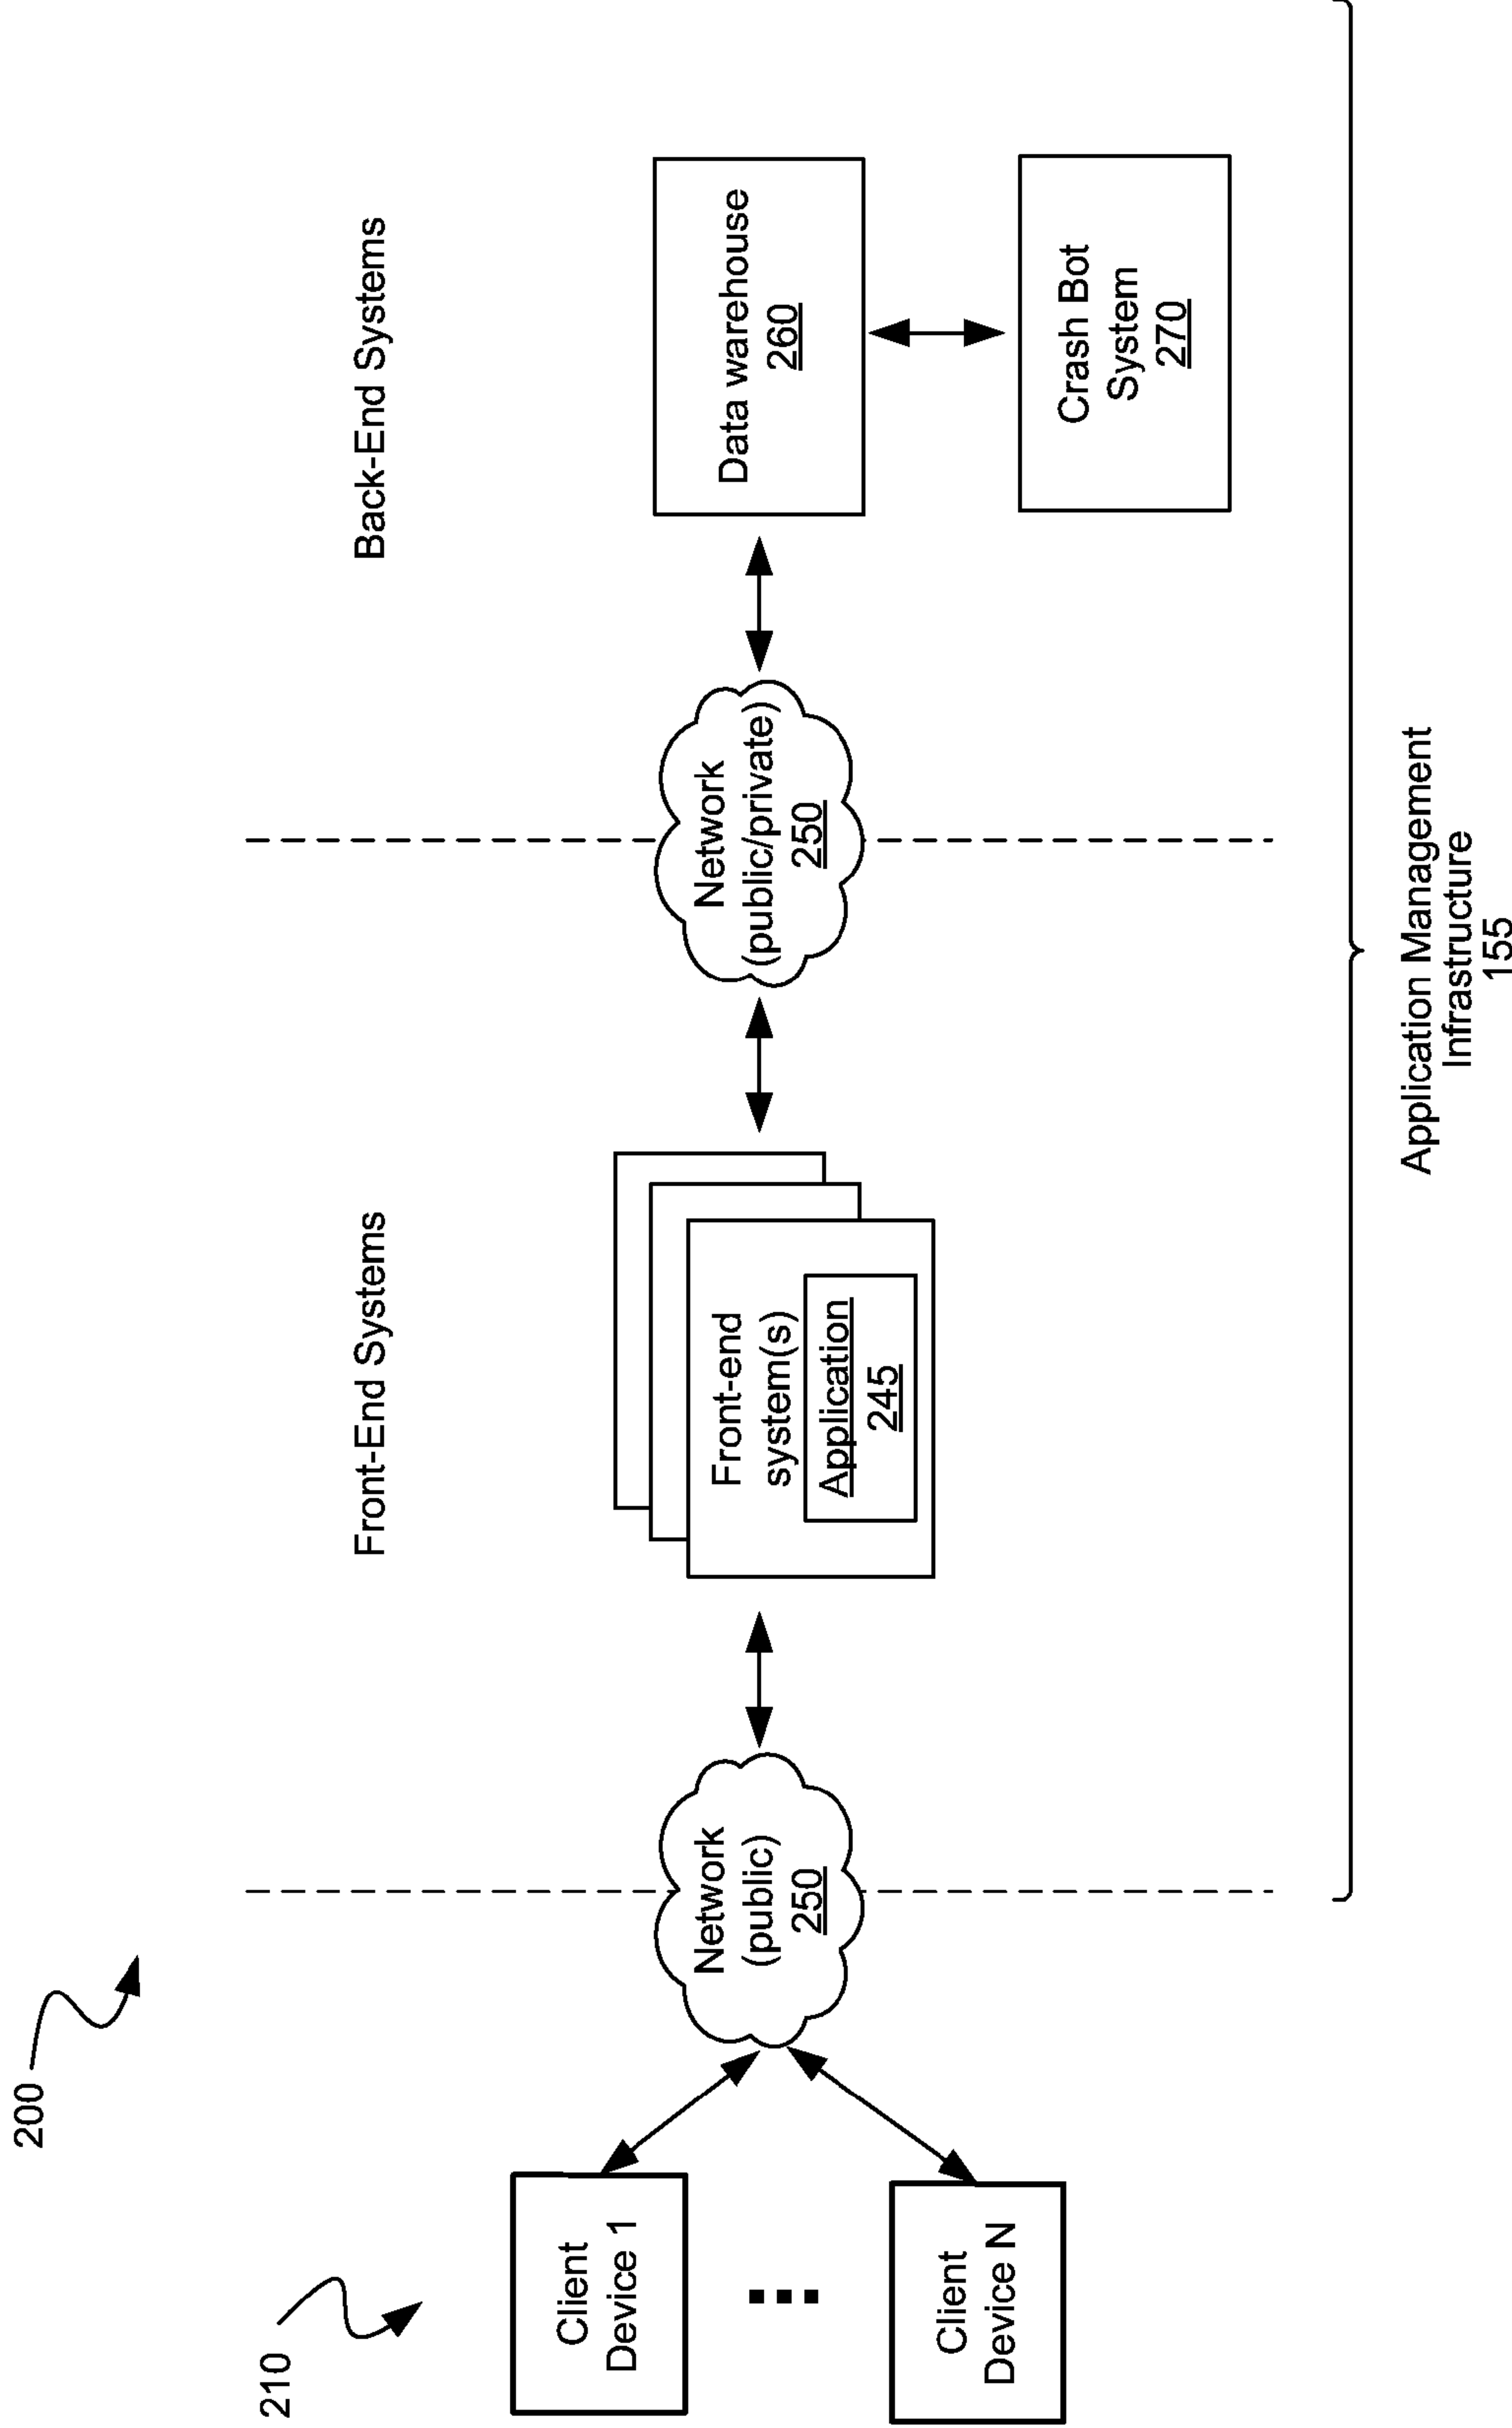 200
210
Front-End Systems
Back-End Systems
Client
Device 1
Client
Device N
Network
(public)
250
Front-end
system(s)
Application
245
Network
(public/private)
250
Data warehouse
260
Crash Bot
System
270
Application Management
Infrastructure
155